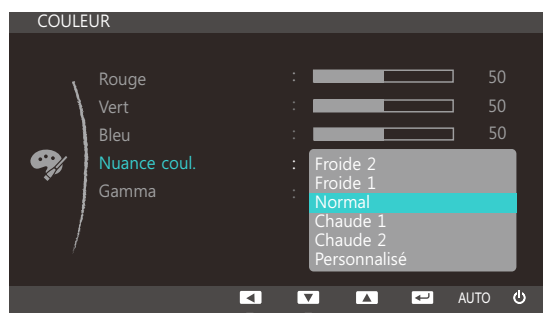 COULEUR
Rouge : 50
Vert : 50
Bleu : 50
Nuance coul. : Froide 2
Froide 1
Gamma : Normal
Chaude 1
Chaude 2
Personnalisé
AUTO